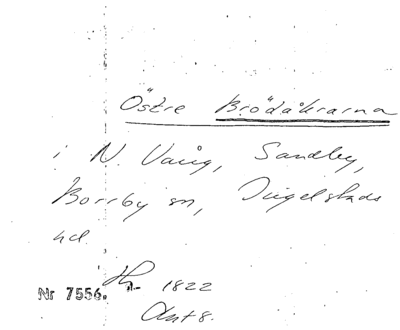 Östre Brödåkrarna
i N. Vång, Sandby,
Borrby sn, Ingelstads
hd.
1822
Nr 7556.
Akt 8.